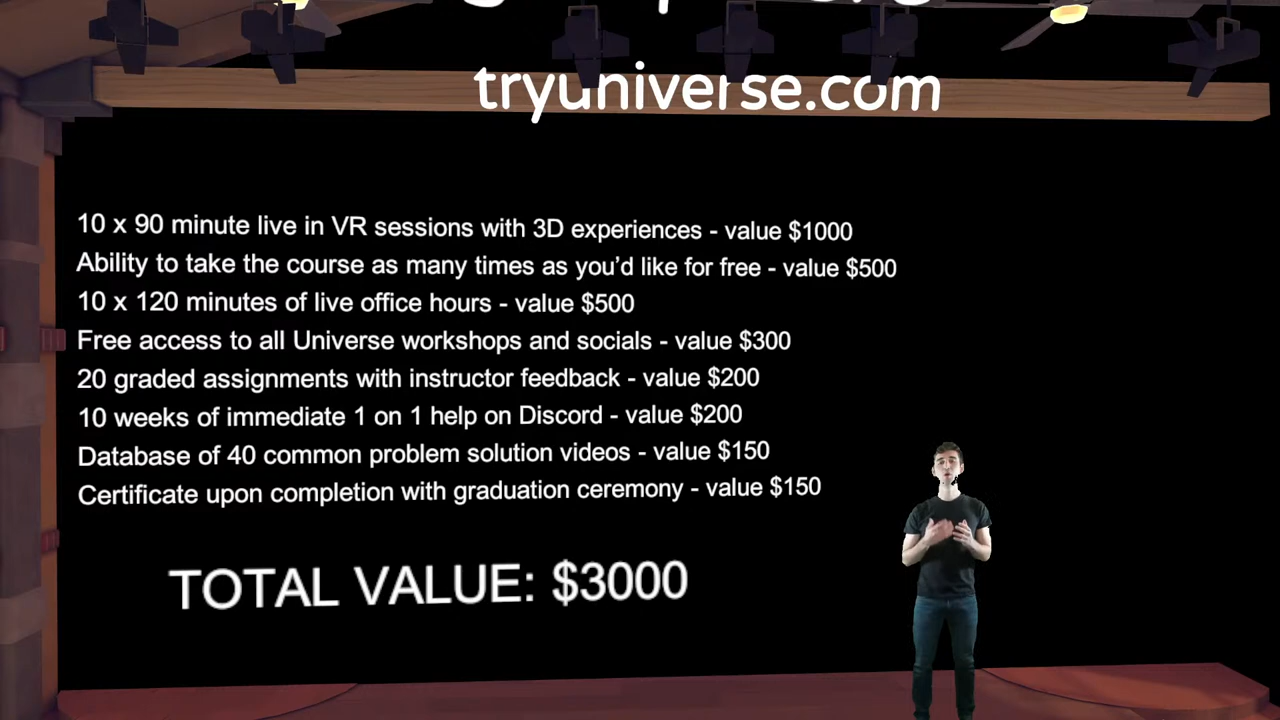 tryuniverse.com
10 x 90 minute live in VR sessions with 3D experiences - value $1000
Ability to take the course as many times as you'd like for free - value $500
10 x 120 minutes of live office hours - value $500
Free access to all Universe workshops and socials - value $300
20 graded assignments with instructor feedback - value $200
10 weeks of immediate 1 on 1 help on Discord - value $200
Database of 40 common problem solution videos - value $150
Certificate upon completion with graduation ceremony - value $150
TOTAL VALUE: $3000